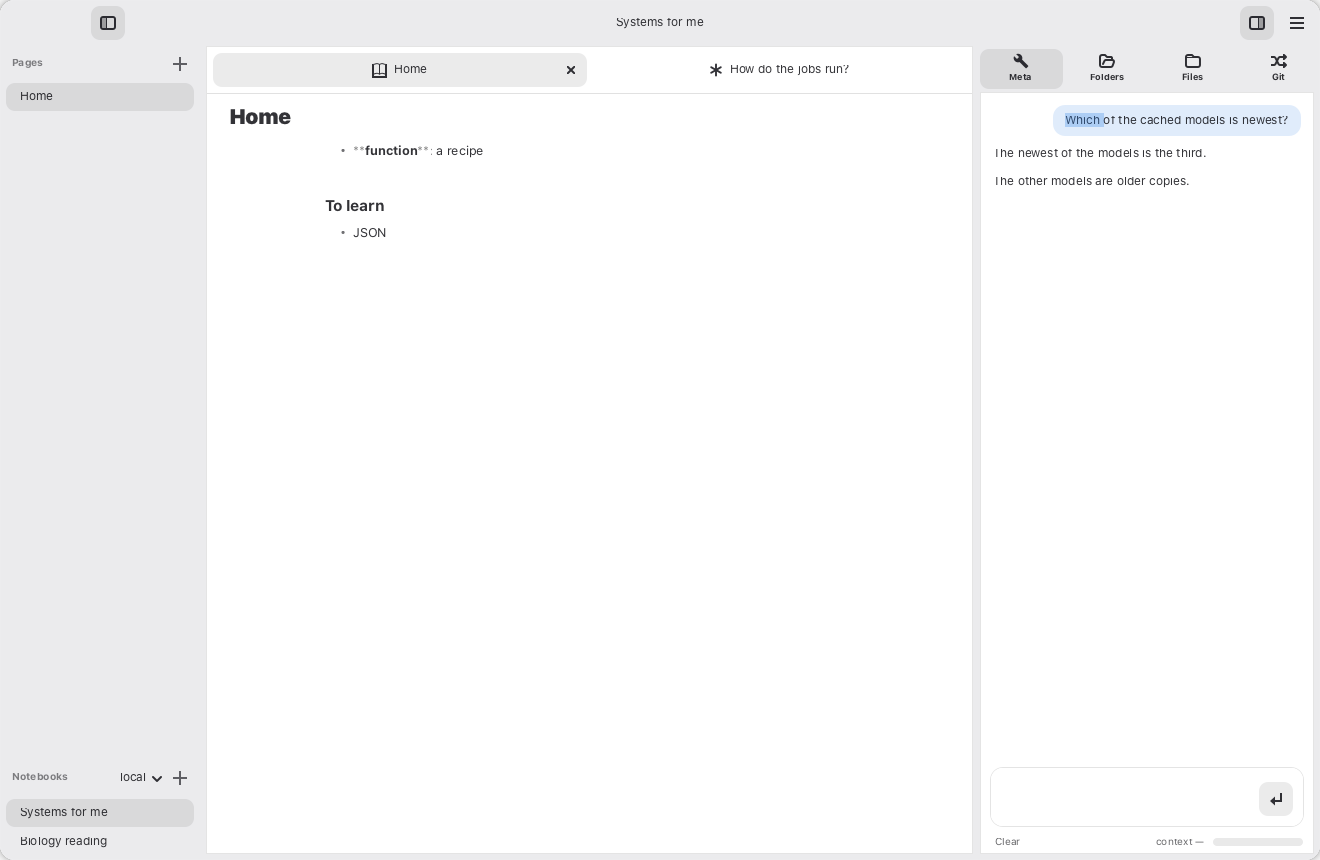 Systems for me
Pages
Home
Home
How do the jobs run?
Home
• **function**: a recipe
To learn
• JSON
Meta
Folders
Files
Git
Which of the cached models is newest?
The newest of the models is the third.
The other models are older copies.
Clear
context —
Notebooks
local
Systems for me
Biology reading